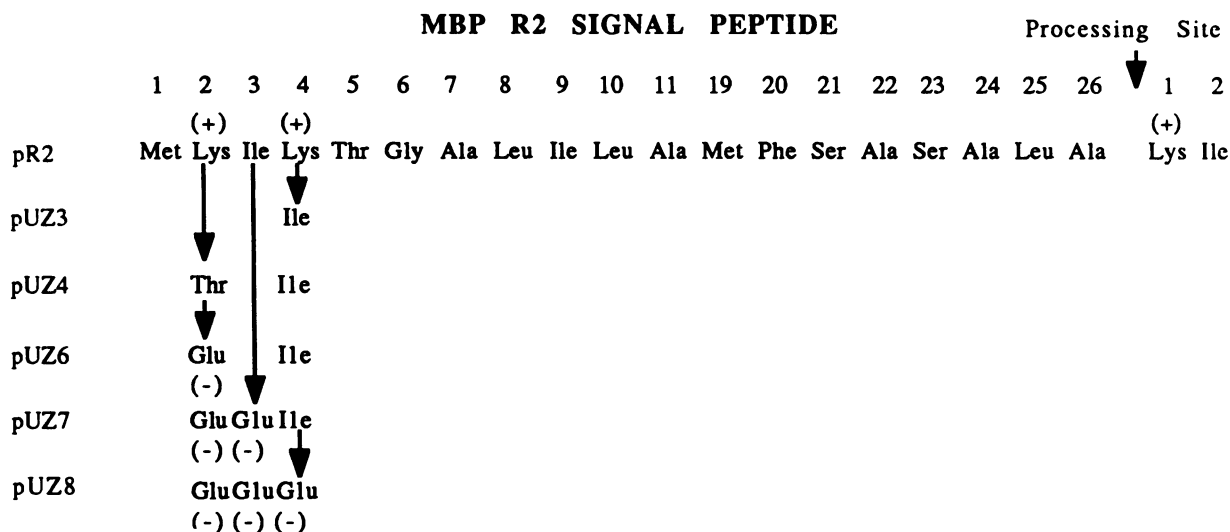 MBP R2 SIGNAL PEPTIDE
Processing Site
1 2 3 4 5 6 7 8 9 10 11 19 20 21 22 23 24 25 26 1 2
(+) (+) (+)
pR2 Met Lys Ile Lys Thr Gly Ala Leu Ile Leu Ala Met Phe Ser Ala Ser Ala Leu Ala Lys Ile
pUZ3 Ile
pUZ4 Thr Ile
pUZ6 Glu Ile
(-)
pUZ7 Glu Glu Ile
(-) (-)
pUZ8 Glu Glu Glu
(-) (-) (-)